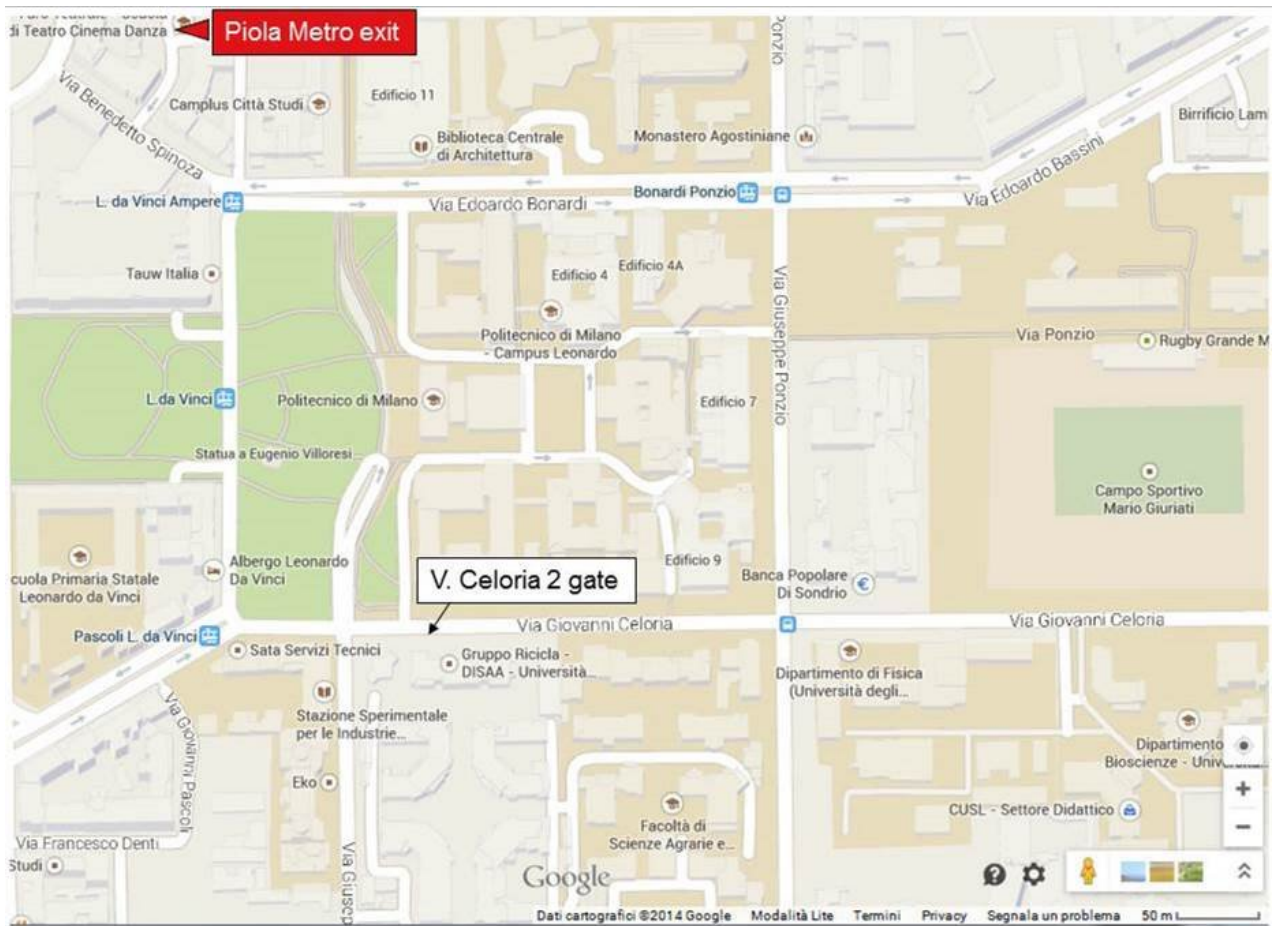 di Teatro Cinema Danza
Piola Metro exit
Via Benedetto Spinoza
Camplus Città Studi
Edificio 11
Biblioteca Centrale
di Architettura
Ponzio
Monastero Agostiniane
Birrificio Lam
L. da Vinci Ampere
Via Edoardo Bonardi
Bonardi Ponzio
Via Edoardo Bassini
Tauw Italia
Edificio 4
Edificio 4A
Via Giuseppe Ponzio
Politecnico di Milano
- Campus Leonardo
Via Ponzio
Rugby Grande M
L.da Vinci
Politecnico di Milano
Edificio 7
Statua a Eugenio Villoresi
Campo Sportivo
Mario Giuriati
Albergo Leonardo
Da Vinci
cuola Primaria Statale
Leonardo da Vinci
V. Celoria 2 gate
Edificio 9
Banca Popolare
Di Sondrio
Pascoli L. da Vinci
Via Giovanni Celoria
Via Giovanni Celoria
Sata Servizi Tecnici
Gruppo Ricicla -
DISAA - Università...
Dipartimento di Fisica
(Università degli...
Via Giovanni Pascoli
Stazione Sperimentale
per le Industrie...
Eko
Dipartimento
Bioscienze - Univ
CUSL - Settore Didattico
Facoltà di
Scienze Agrarie e...
Via Francesco Denti
Studi
Via Giusep
Google
Dati cartografici ©2014 Google Modalità Lite Termini Privacy Segnala un problema 50 m